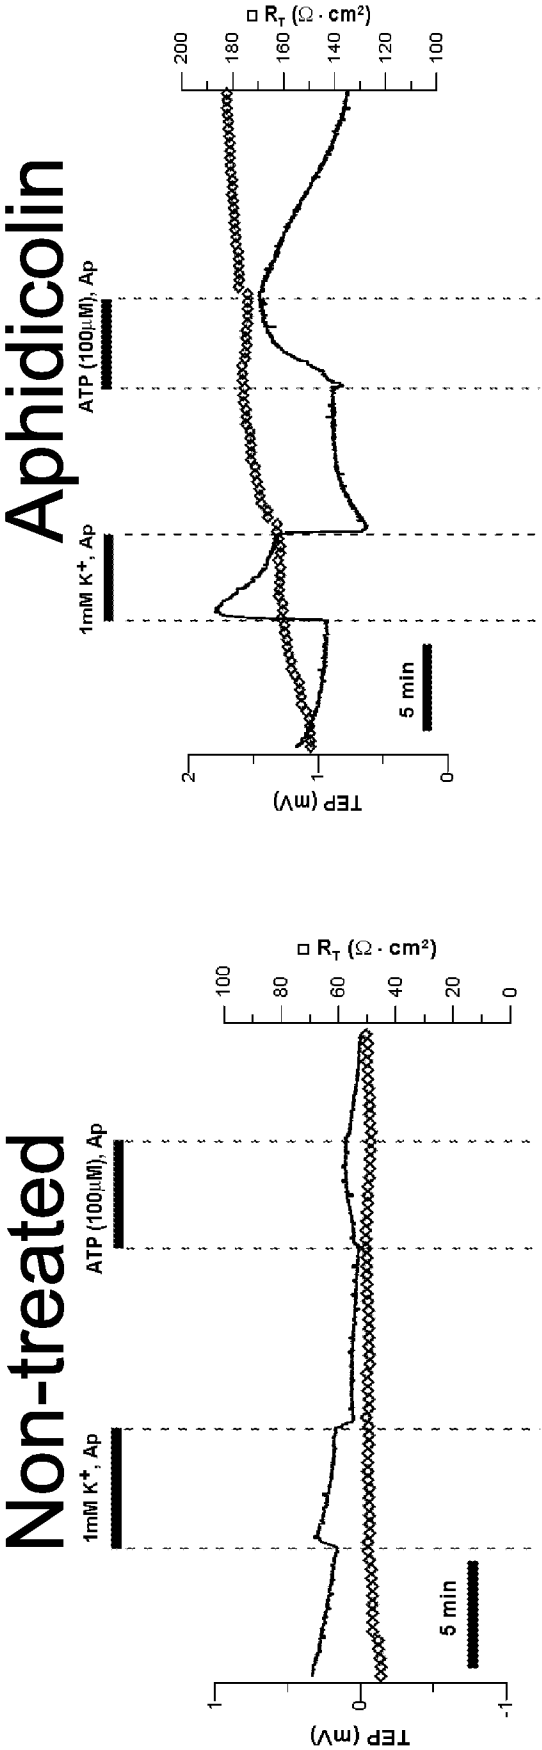 Non-treated
1mM K+, Ap
ATP (100µM), Ap
□ RT (Ω · cm²)
100
80
60
40
20
0
1
0
-1
TEP (mV)
5 min
Aphidicolin
1mM K+, Ap
ATP (100µM), Ap
□ RT (Ω · cm²)
200
180
160
140
120
100
2
1
0
TEP (mV)
5 min